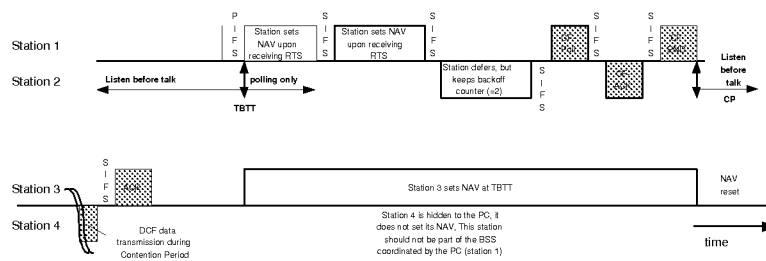 P
I
F
S
Station sets
NAV upon
receiving RTS
S
I
F
S
Station sets NAV
upon receiving
RTS
S
I
F
S
S
I
F
S
Station 1
Station 2
Listen before talk
polling only
TBTT
Station defers, but
keeps backoff
counter (=2)
S
I
F
S
Listen
before
talk
CP
S
I
F
S
Station 3
Station 4
Station 3 sets NAV at TBTT
NAV
reset
DCF data
transmission during
Contention Period
Station 4 is hidden to the PC, it
does not set its NAV, This station
should not be part of the BSS
coordinated by the PC (station 1)
time